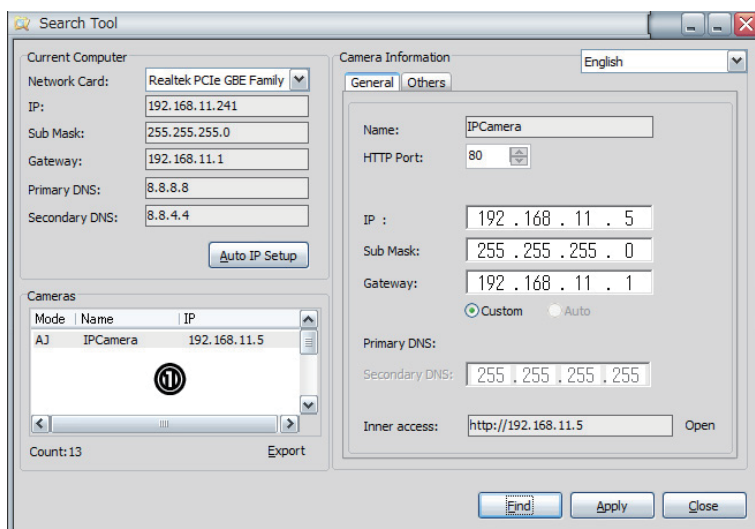 Search Tool
Current Computer
Network Card: Realtek PCIe GBE Family
IP: 192.168.11.241
Sub Mask: 255.255.255.0
Gateway: 192.168.11.1
Primary DNS: 8.8.8.8
Secondary DNS: 8.8.4.4
Auto IP Setup
Cameras
Mode Name IP
AJ IPCamera 192.168.11.5
①
Count:13 Export
Camera Information English
General Others
Name: IPCamera
HTTP Port: 80
IP : 192 .168 . 11 . 5
Sub Mask: 255 .255 .255 . 0
Gateway: 192 .168 . 11 . 1
Custom Auto
Primary DNS:
Secondary DNS: 255 .255 .255 .255
Inner access: http://192.168.11.5 Open
Find Apply Close